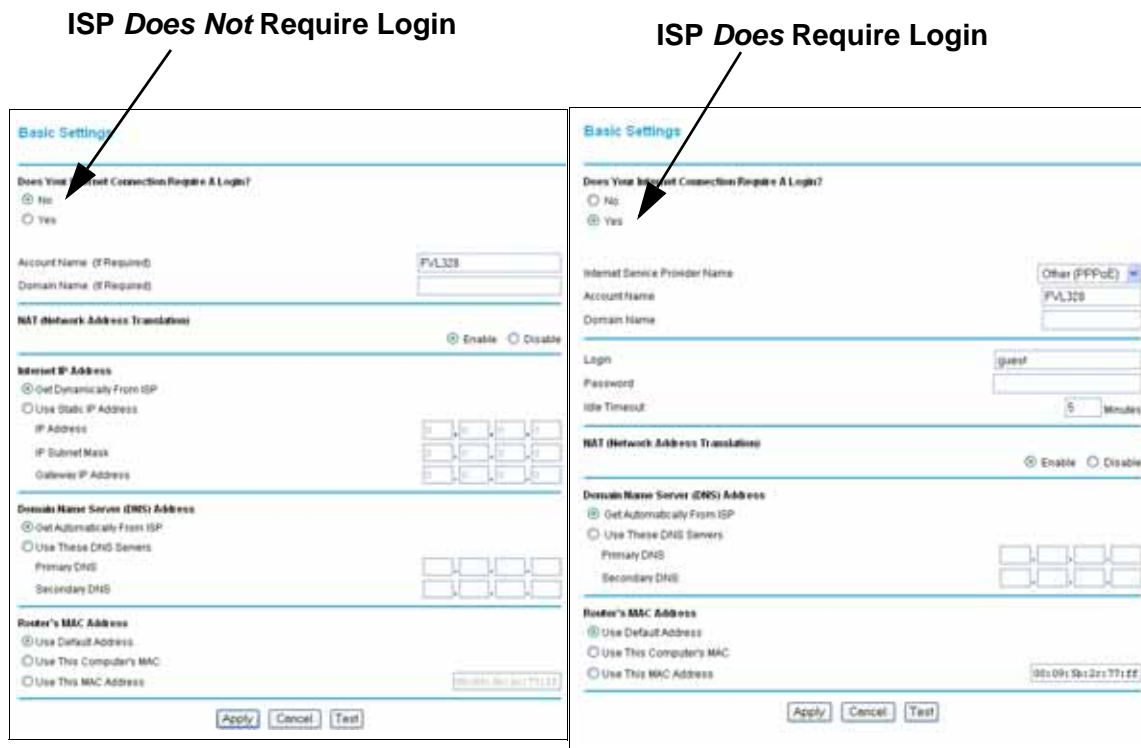 ISP Does Not Require Login
Basic Settings
Does Your Internet Connection Require A Login?
No
Yes
Account Name (If Required) FVL328
Domain Name (If Required)
NAT (Network Address Translation)
Enable Disable
Internet IP Address
Get Dynamically From ISP
Use Static IP Address
IP Address
IP Subnet Mask
Gateway IP Address
Domain Name Server (DNS) Address
Get Automatically From ISP
Use These DNS Servers
Primary DNS
Secondary DNS
Router's MAC Address
Use Default Address
Use This Computer's MAC
Use This MAC Address
Apply Cancel Test
ISP Does Require Login
Basic Settings
Does Your Internet Connection Require A Login?
No
Yes
Internet Service Provider Name Other (PPPoE)
Account Name FVL328
Domain Name
Login guest
Password
Idle Timeout 5 Minutes
NAT (Network Address Translation)
Enable Disable
Domain Name Server (DNS) Address
Get Automatically From ISP
Use These DNS Servers
Primary DNS
Secondary DNS
Router's MAC Address
Use Default Address
Use This Computer's MAC
Use This MAC Address
Apply Cancel Test